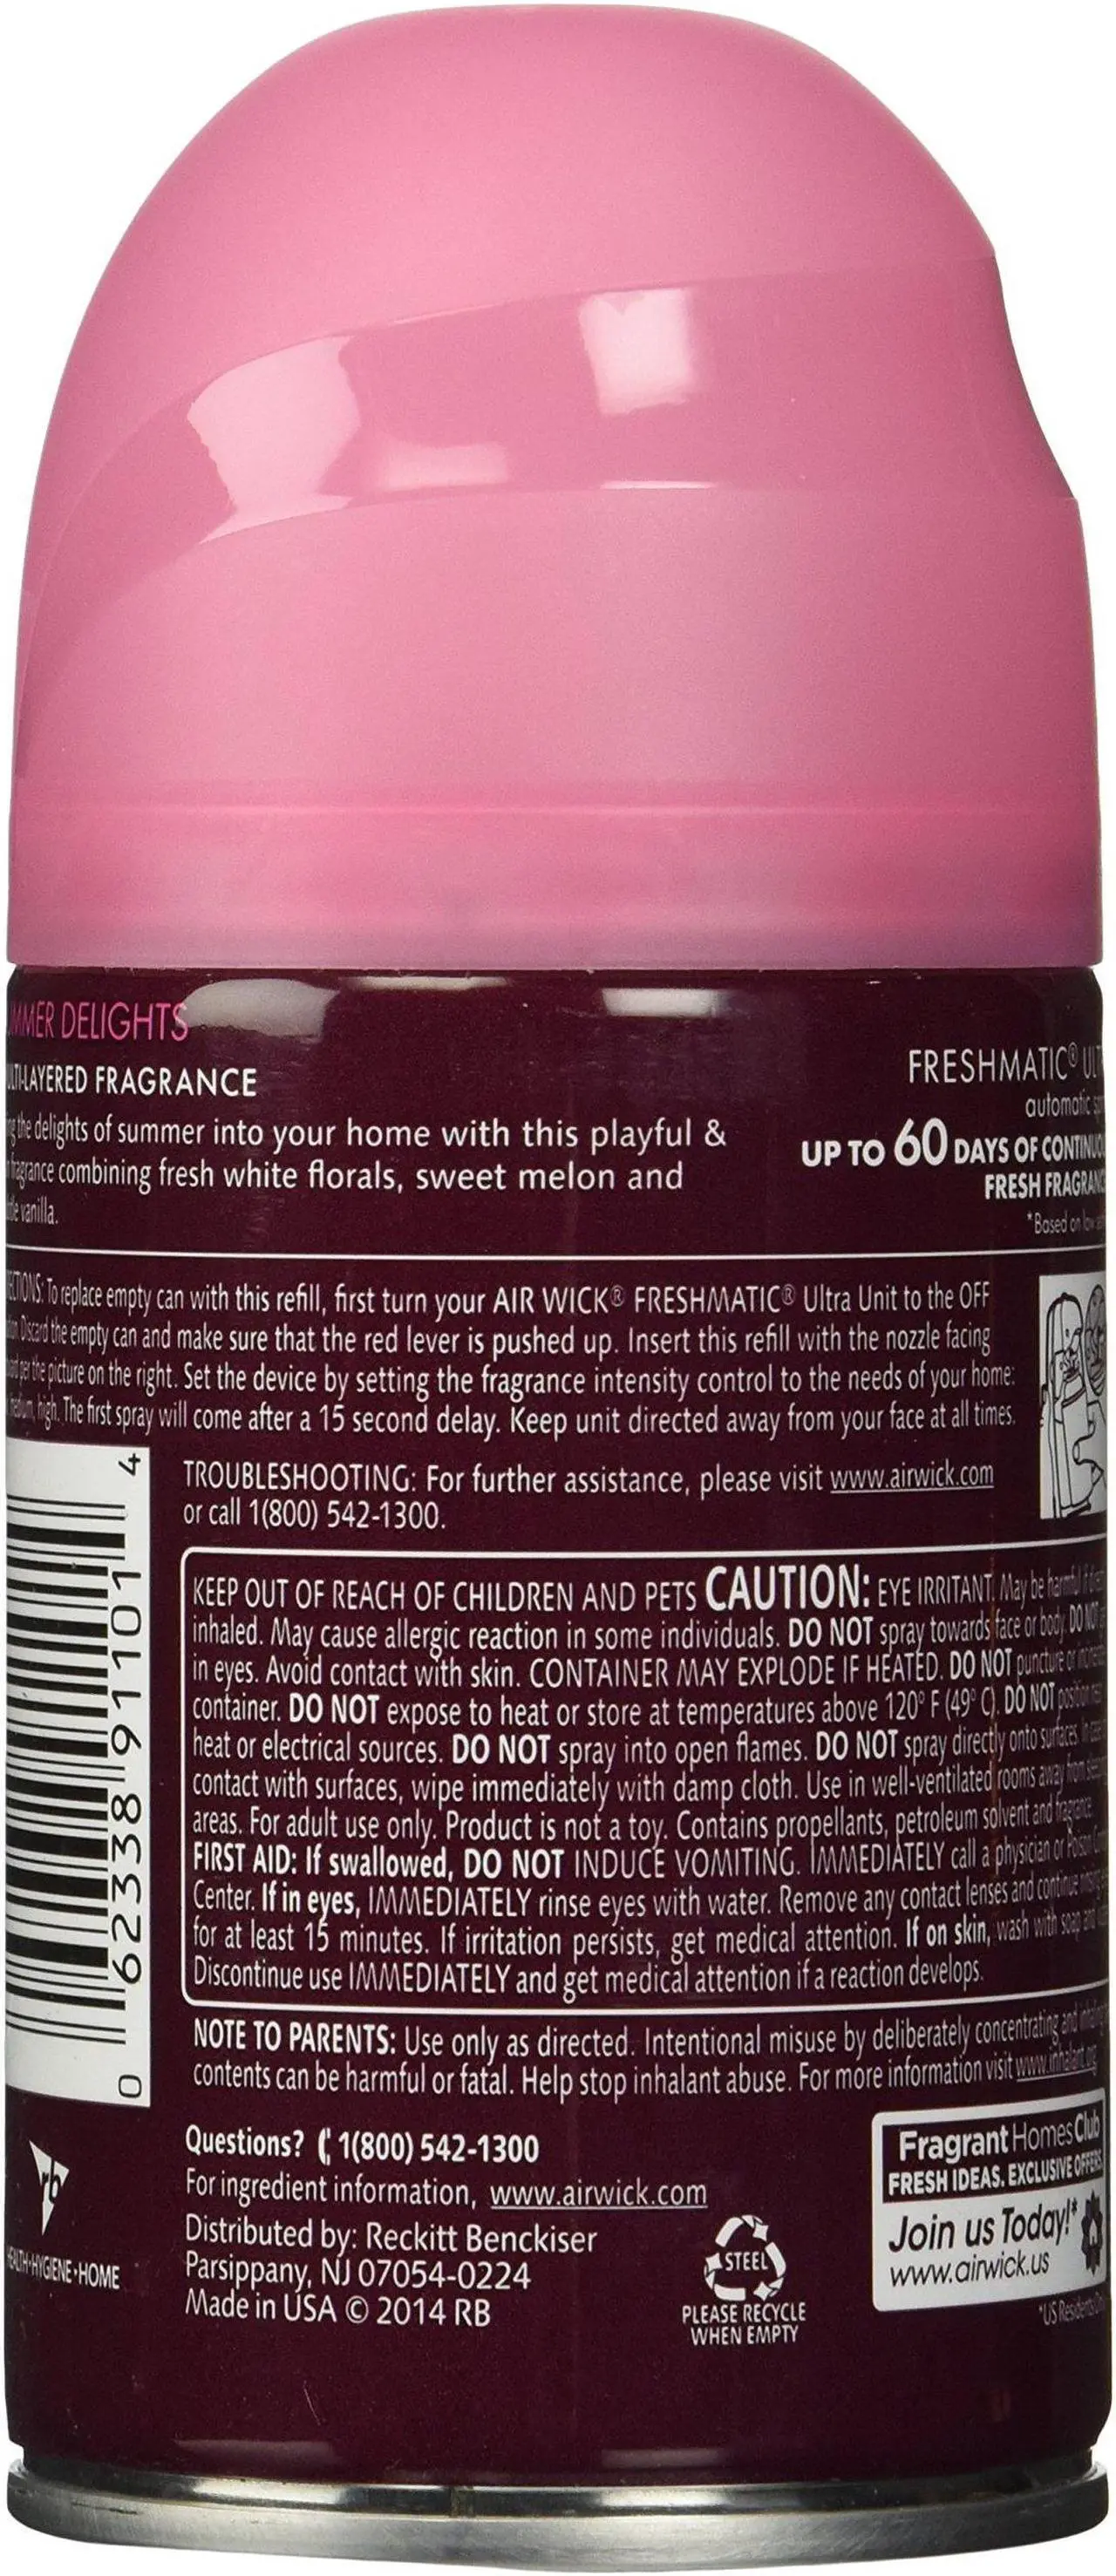 MMER DELIGHTS
LTI-LAYERED FRAGRANCE
the delights of summer into your home with this playful &
fragrance combining fresh white florals, sweet melon and
vanilla.
FRESHMATIC® ULT
automatic sp
UP TO 60 DAYS OF CONTINUOU
FRESH FRAGRANC
*Based on low
ECTIONS: To replace empty can with this refill, first turn your AIR WICK® FRESHMATIC® Ultra Unit to the OFF
Discard the empty can and make sure that the red lever is pushed up. Insert this refill with the nozzle facing
per the picture on the right. Set the device by setting the fragrance intensity control to the needs of your home:
medium, high. The first spray will come after a 15 second delay. Keep unit directed away from your face at all times.
TROUBLESHOOTING: For further assistance, please visit www.airwick.com
or call 1(800) 542-1300.
KEEP OUT OF REACH OF CHILDREN AND PETS CAUTION: EYE IRRITANT. May be harmful if
inhaled. May cause allergic reaction in some individuals. DO NOT spray towards face or body. DO NOT
in eyes. Avoid contact with skin. CONTAINER MAY EXPLODE IF HEATED. DO NOT puncture or
container. DO NOT expose to heat or store at temperatures above 120° F (49° C). DO NOT position
heat or electrical sources. DO NOT spray into open flames. DO NOT spray directly onto surfaces. In
contact with surfaces, wipe immediately with damp cloth. Use in well-ventilated rooms away from
areas. For adult use only. Product is not a toy. Contains propellants, petroleum solvent and fragrance.
FIRST AID: If swallowed, DO NOT INDUCE VOMITING. IMMEDIATELY call a physician or Poison
Center. If in eyes, IMMEDIATELY rinse eyes with water. Remove any contact lenses and continue
for at least 15 minutes. If irritation persists, get medical attention. If on skin, wash with soap and
Discontinue use IMMEDIATELY and get medical attention if a reaction develops.
NOTE TO PARENTS: Use only as directed. Intentional misuse by deliberately concentrating and
contents can be harmful or fatal. Help stop inhalant abuse. For more information visit www.inhalant.
0 62338 91101 4
rb
HEALTH•HYGIENE•HOME
Questions? 1(800) 542-1300
For ingredient information, www.airwick.com
Distributed by: Reckitt Benckiser
Parsippany, NJ 07054-0224
Made in USA © 2014 RB
STEEL
PLEASE RECYCLE
WHEN EMPTY
Fragrant HomesClub
FRESH IDEAS. EXCLUSIVE OFFERS
Join us Today!*
www.airwick.us
*US Residents